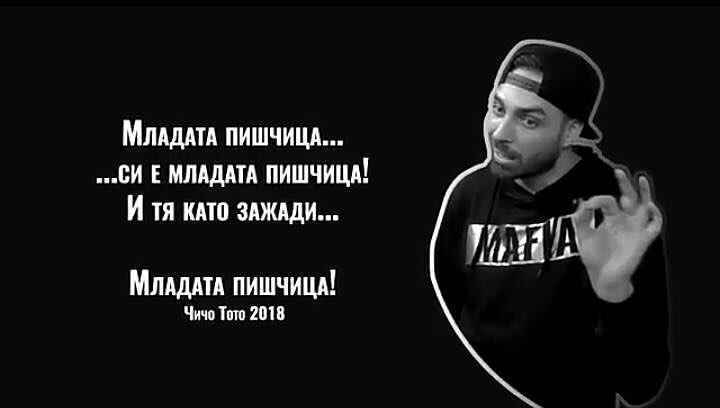 Младата пишчица...
...си е младата пишчица!
И тя като зажади...
Младата пишчица!
Чичо Тото 2018
MAFIA